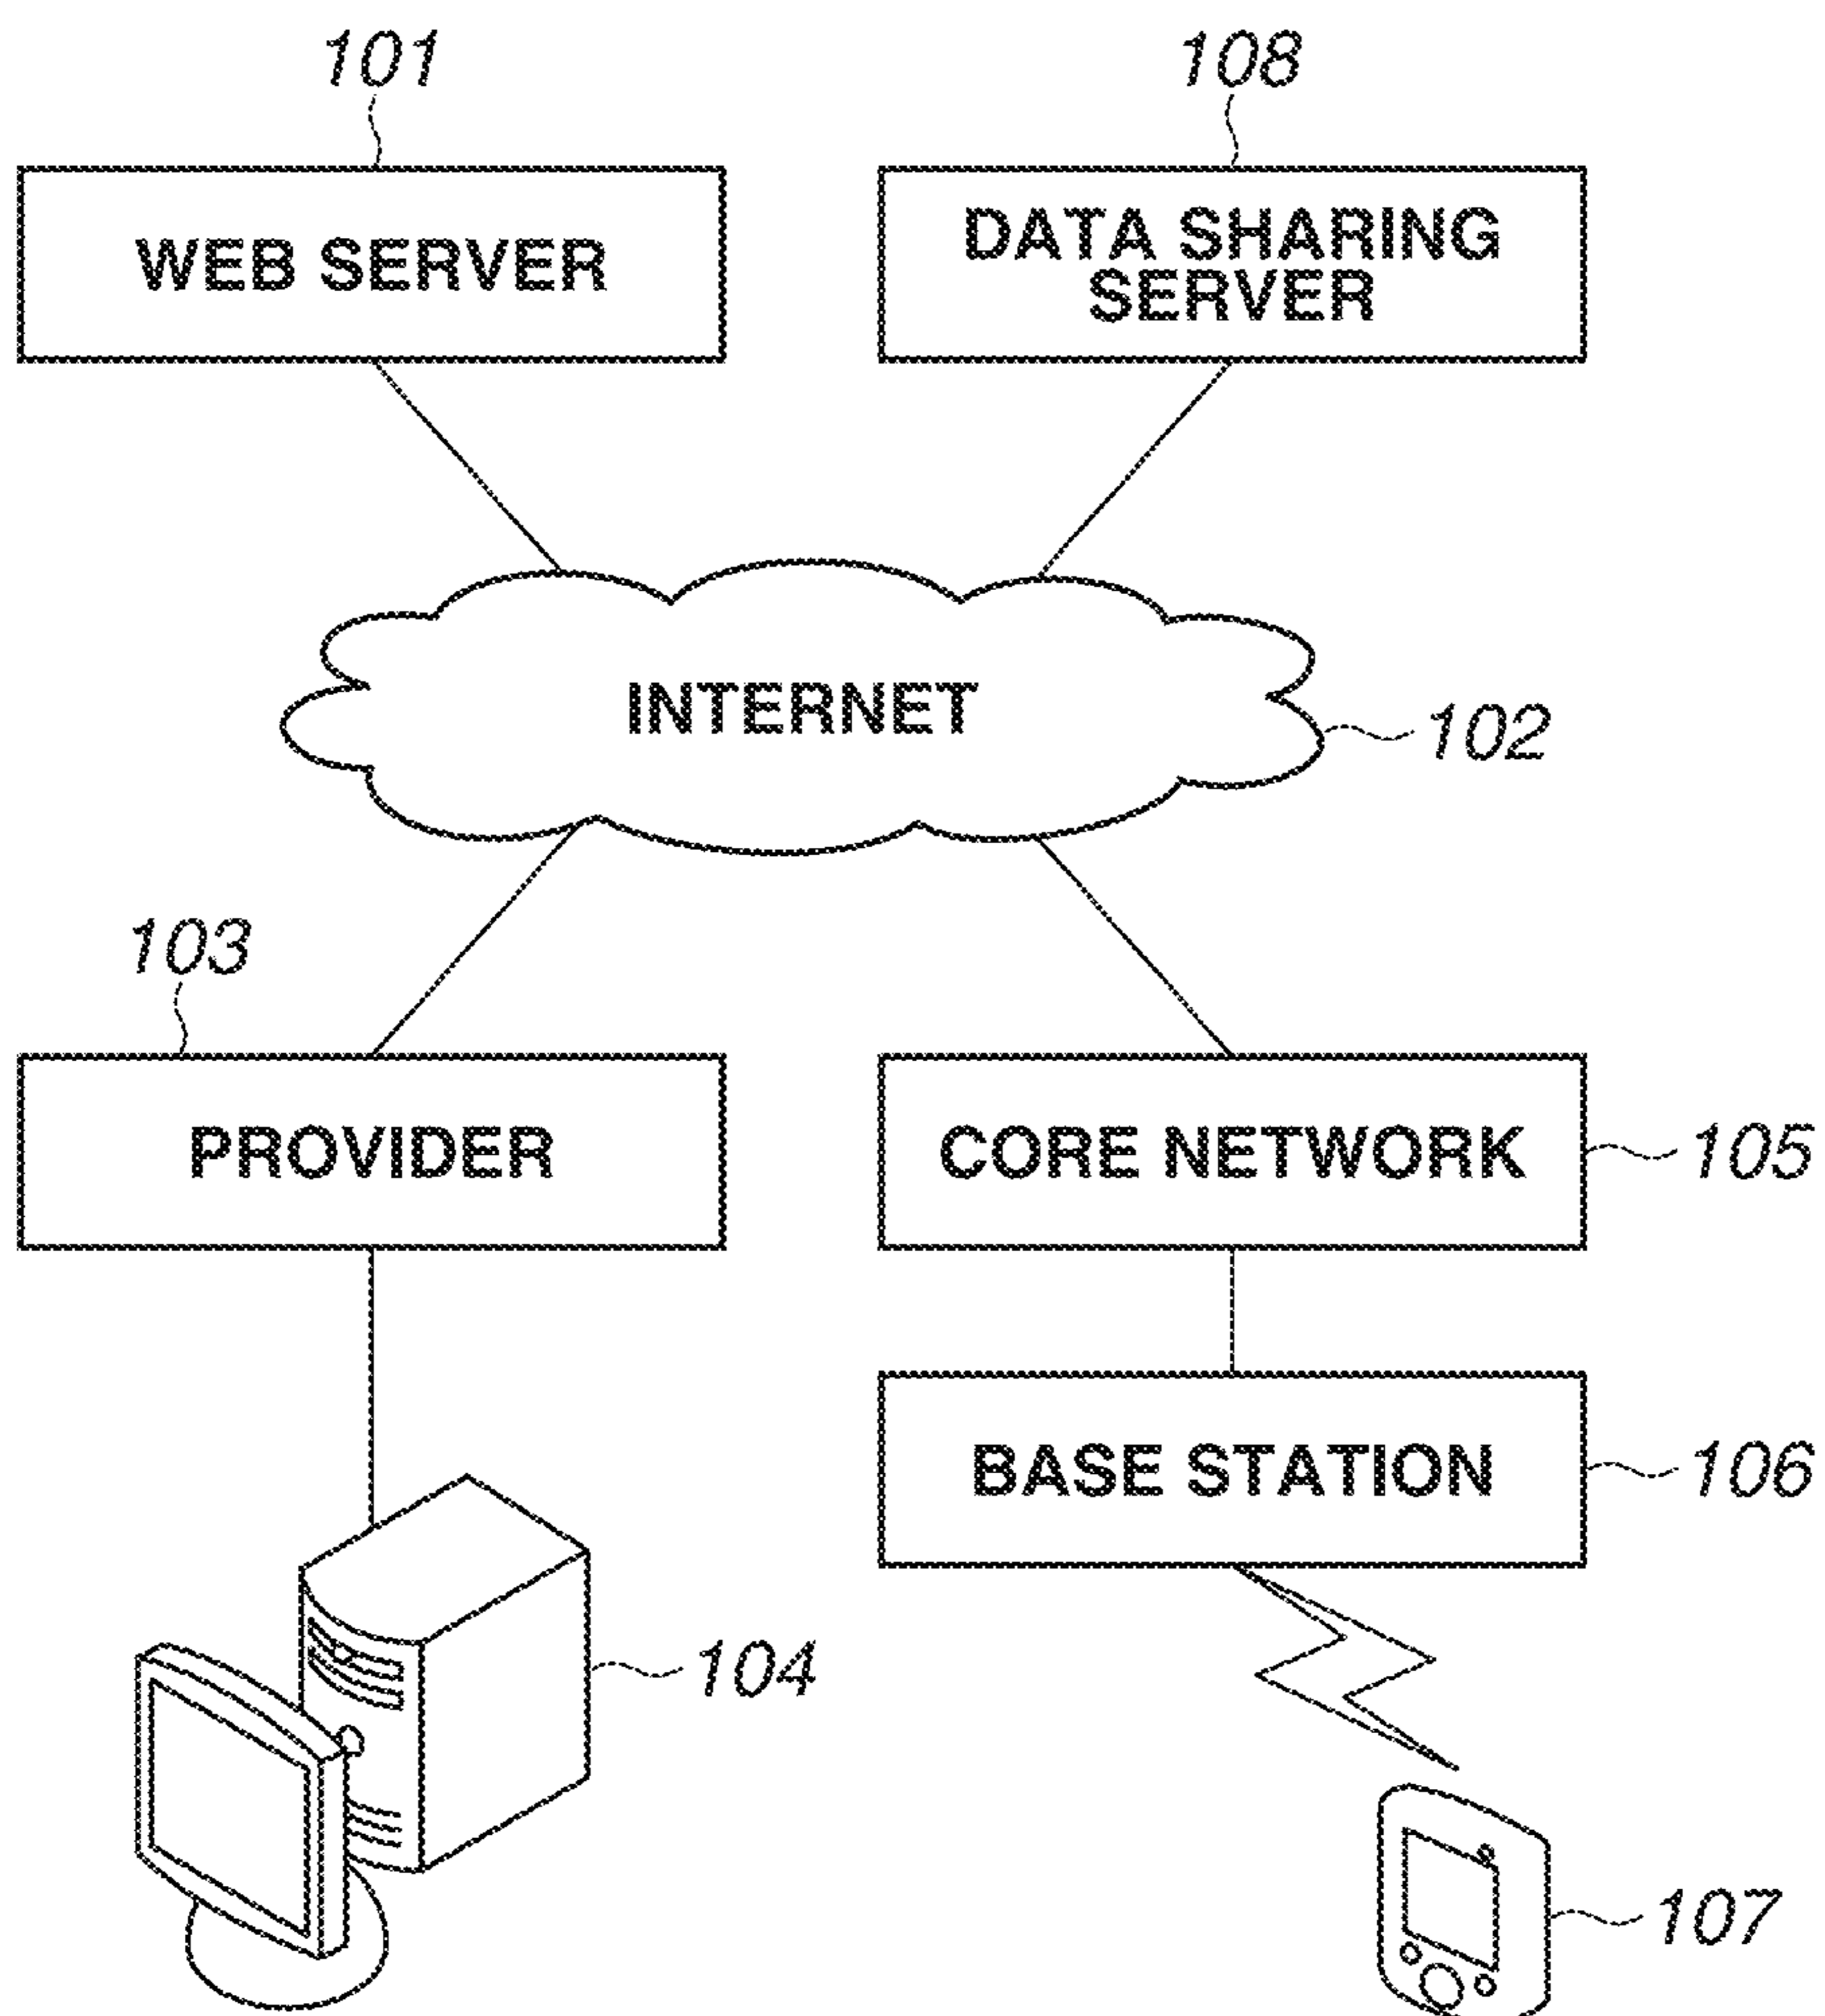 101
108
WEB SERVER
DATA SHARING
SERVER
INTERNET
102
103
PROVIDER
CORE NETWORK
105
BASE STATION
106
104
107